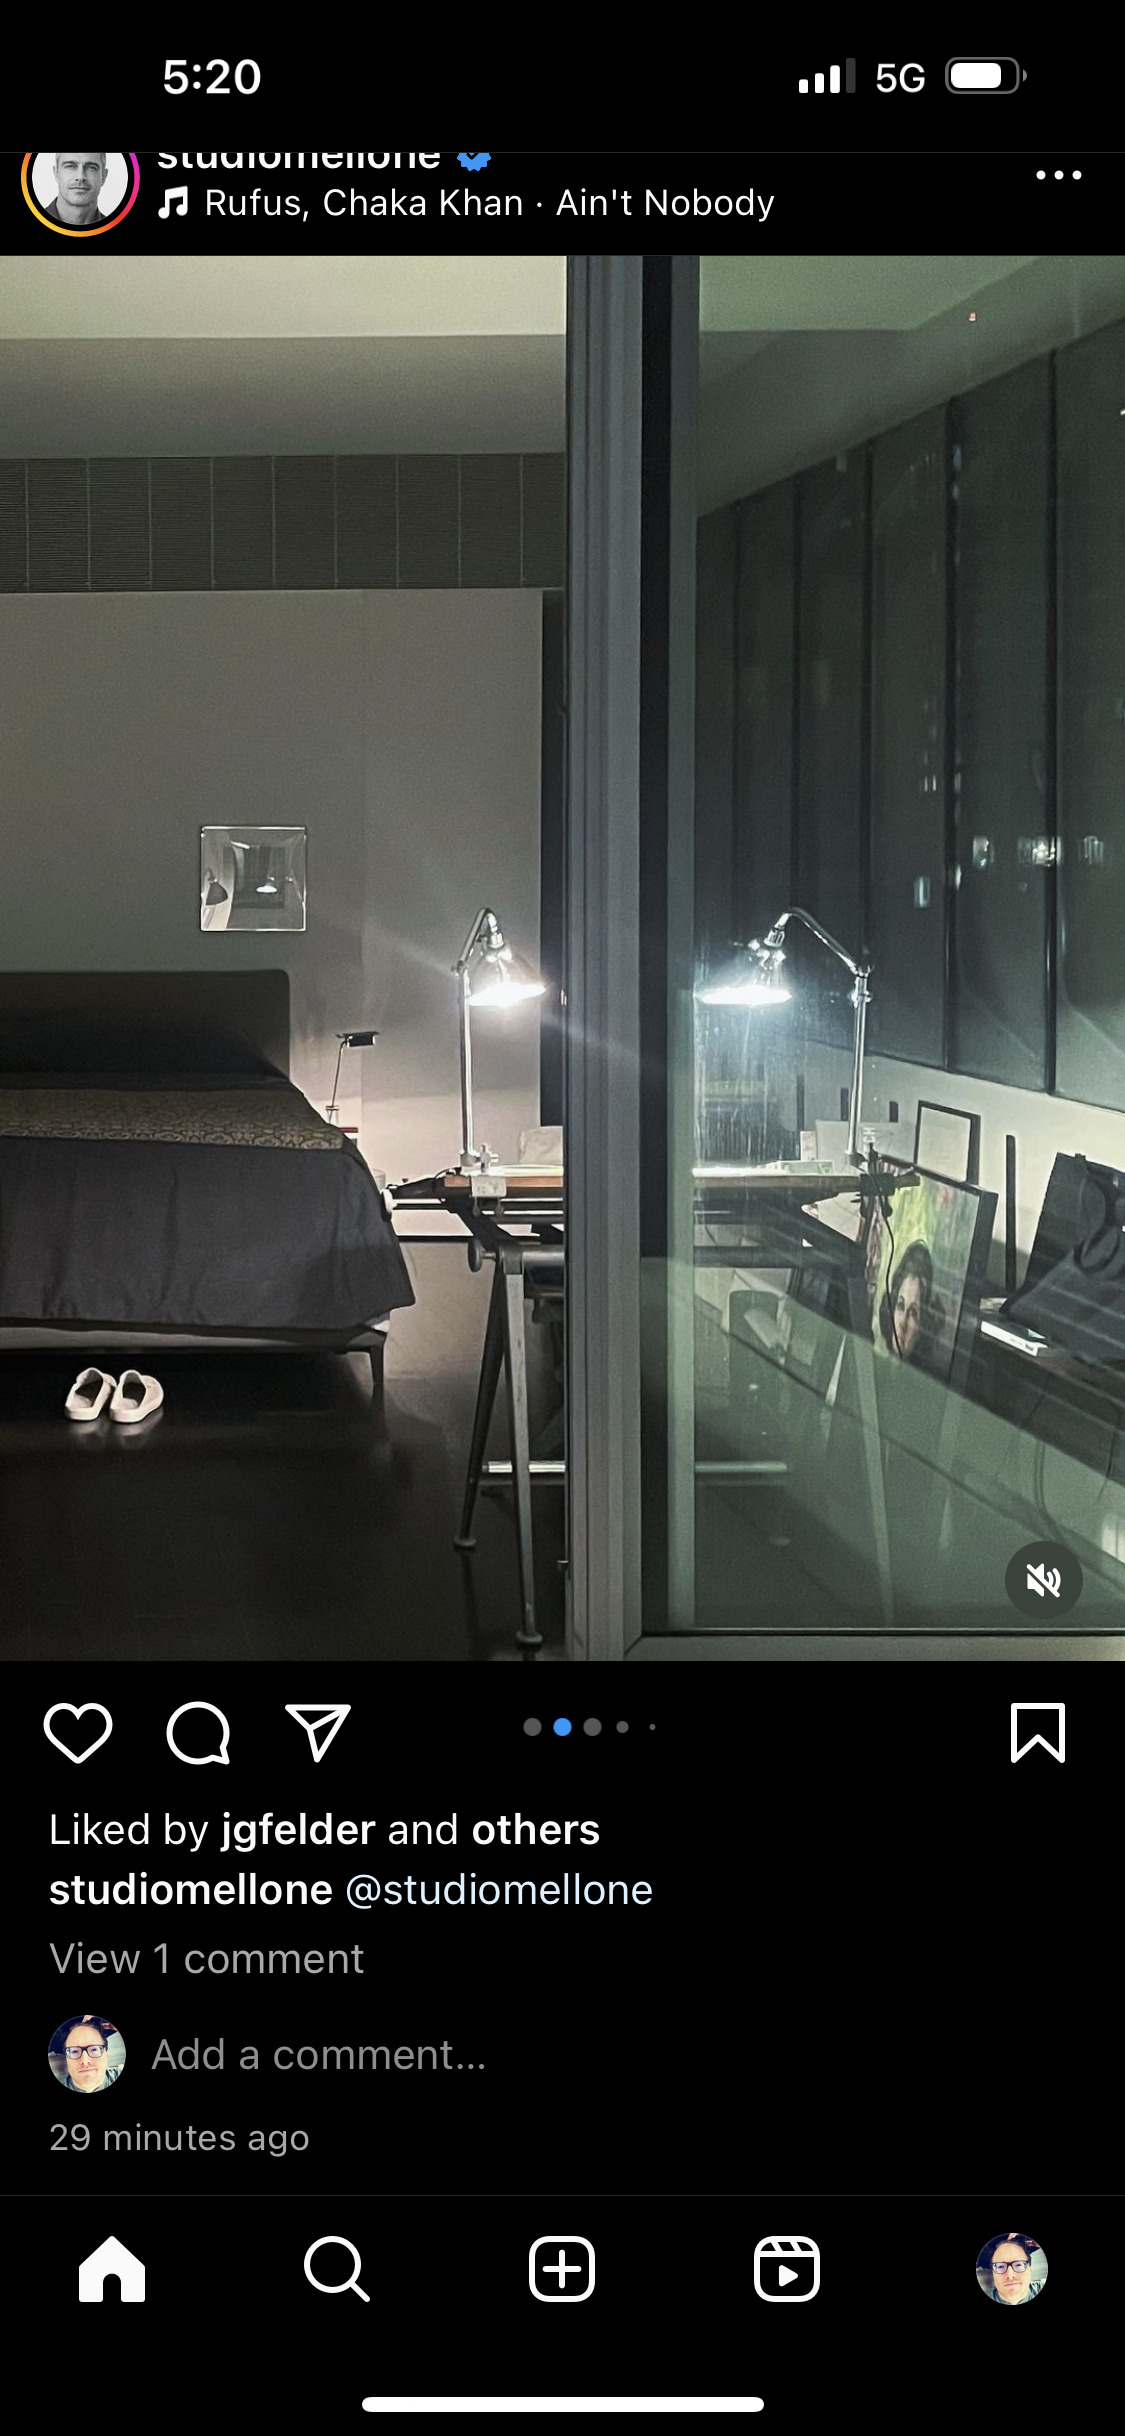 5:20
5G
studiomellone
Rufus, Chaka Khan · Ain't Nobody
Liked by jgfelder and others
studiomellone @studiomellone
View 1 comment
Add a comment...
29 minutes ago